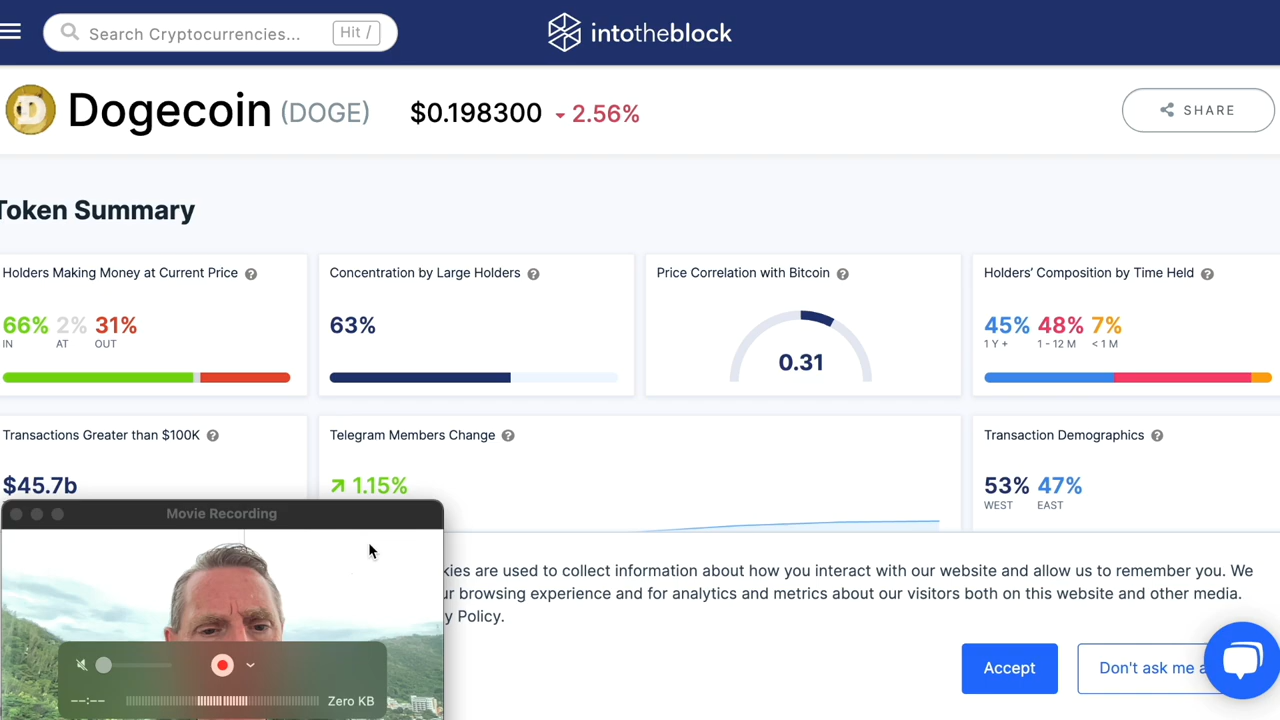 Search Cryptocurrencies... Hit /
intotheblock
Dogecoin (DOGE) $0.198300 2.56%
SHARE
Token Summary
Holders Making Money at Current Price ?
66% 2% 31%
IN AT OUT
Concentration by Large Holders ?
63%
Price Correlation with Bitcoin ?
0.31
Holders' Composition by Time Held ?
45% 48% 7%
1 Y + 1 - 12 M < 1 M
Transactions Greater than $100K ?
$45.7b
Telegram Members Change ?
1.15%
Transaction Demographics ?
53% 47%
WEST EAST
Movie Recording
--:-- Zero KB
kies are used to collect information about how you interact with our website and allow us to remember you. We
ur browsing experience and for analytics and metrics about our visitors both on this website and other media.
y Policy.
Accept
Don't ask me a